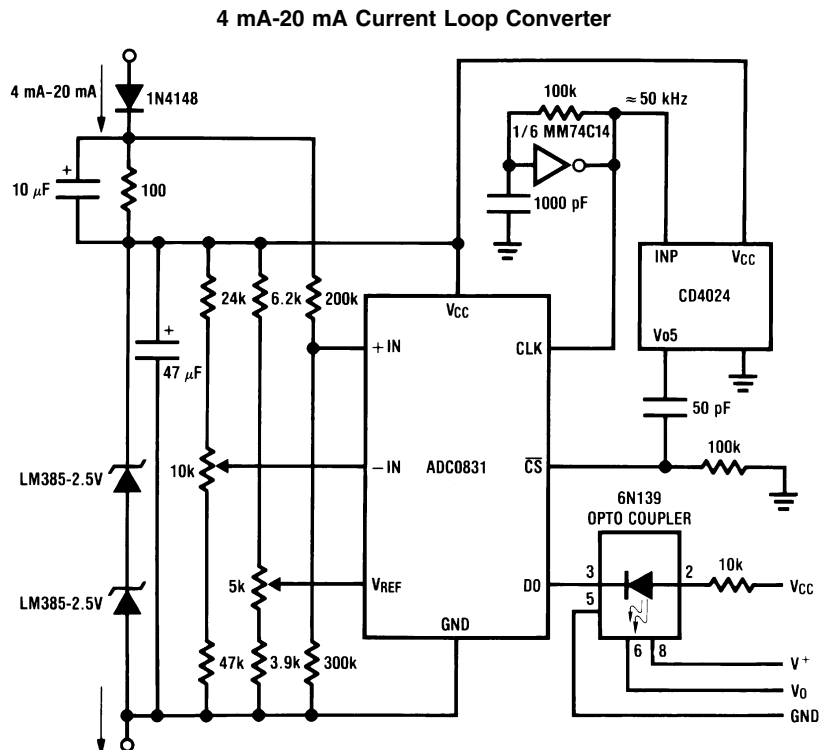 4 mA-20 mA Current Loop Converter
4 mA-20 mA
1N4148
100k
≈ 50 kHz
1/6 MM74C14
+
10 μF
100
1000 pF
INP
VCC
CD4024
Vo5
24k
6.2k
200k
VCC
+ IN
CLK
+
47 μF
50 pF
100k
LM385-2.5V
10k
– IN
ADC0831
CS
6N139
OPTO COUPLER
LM385-2.5V
5k
VREF
DO
3
2
10k
VCC
5
GND
47k
3.9k
300k
6
8
V+
VO
GND